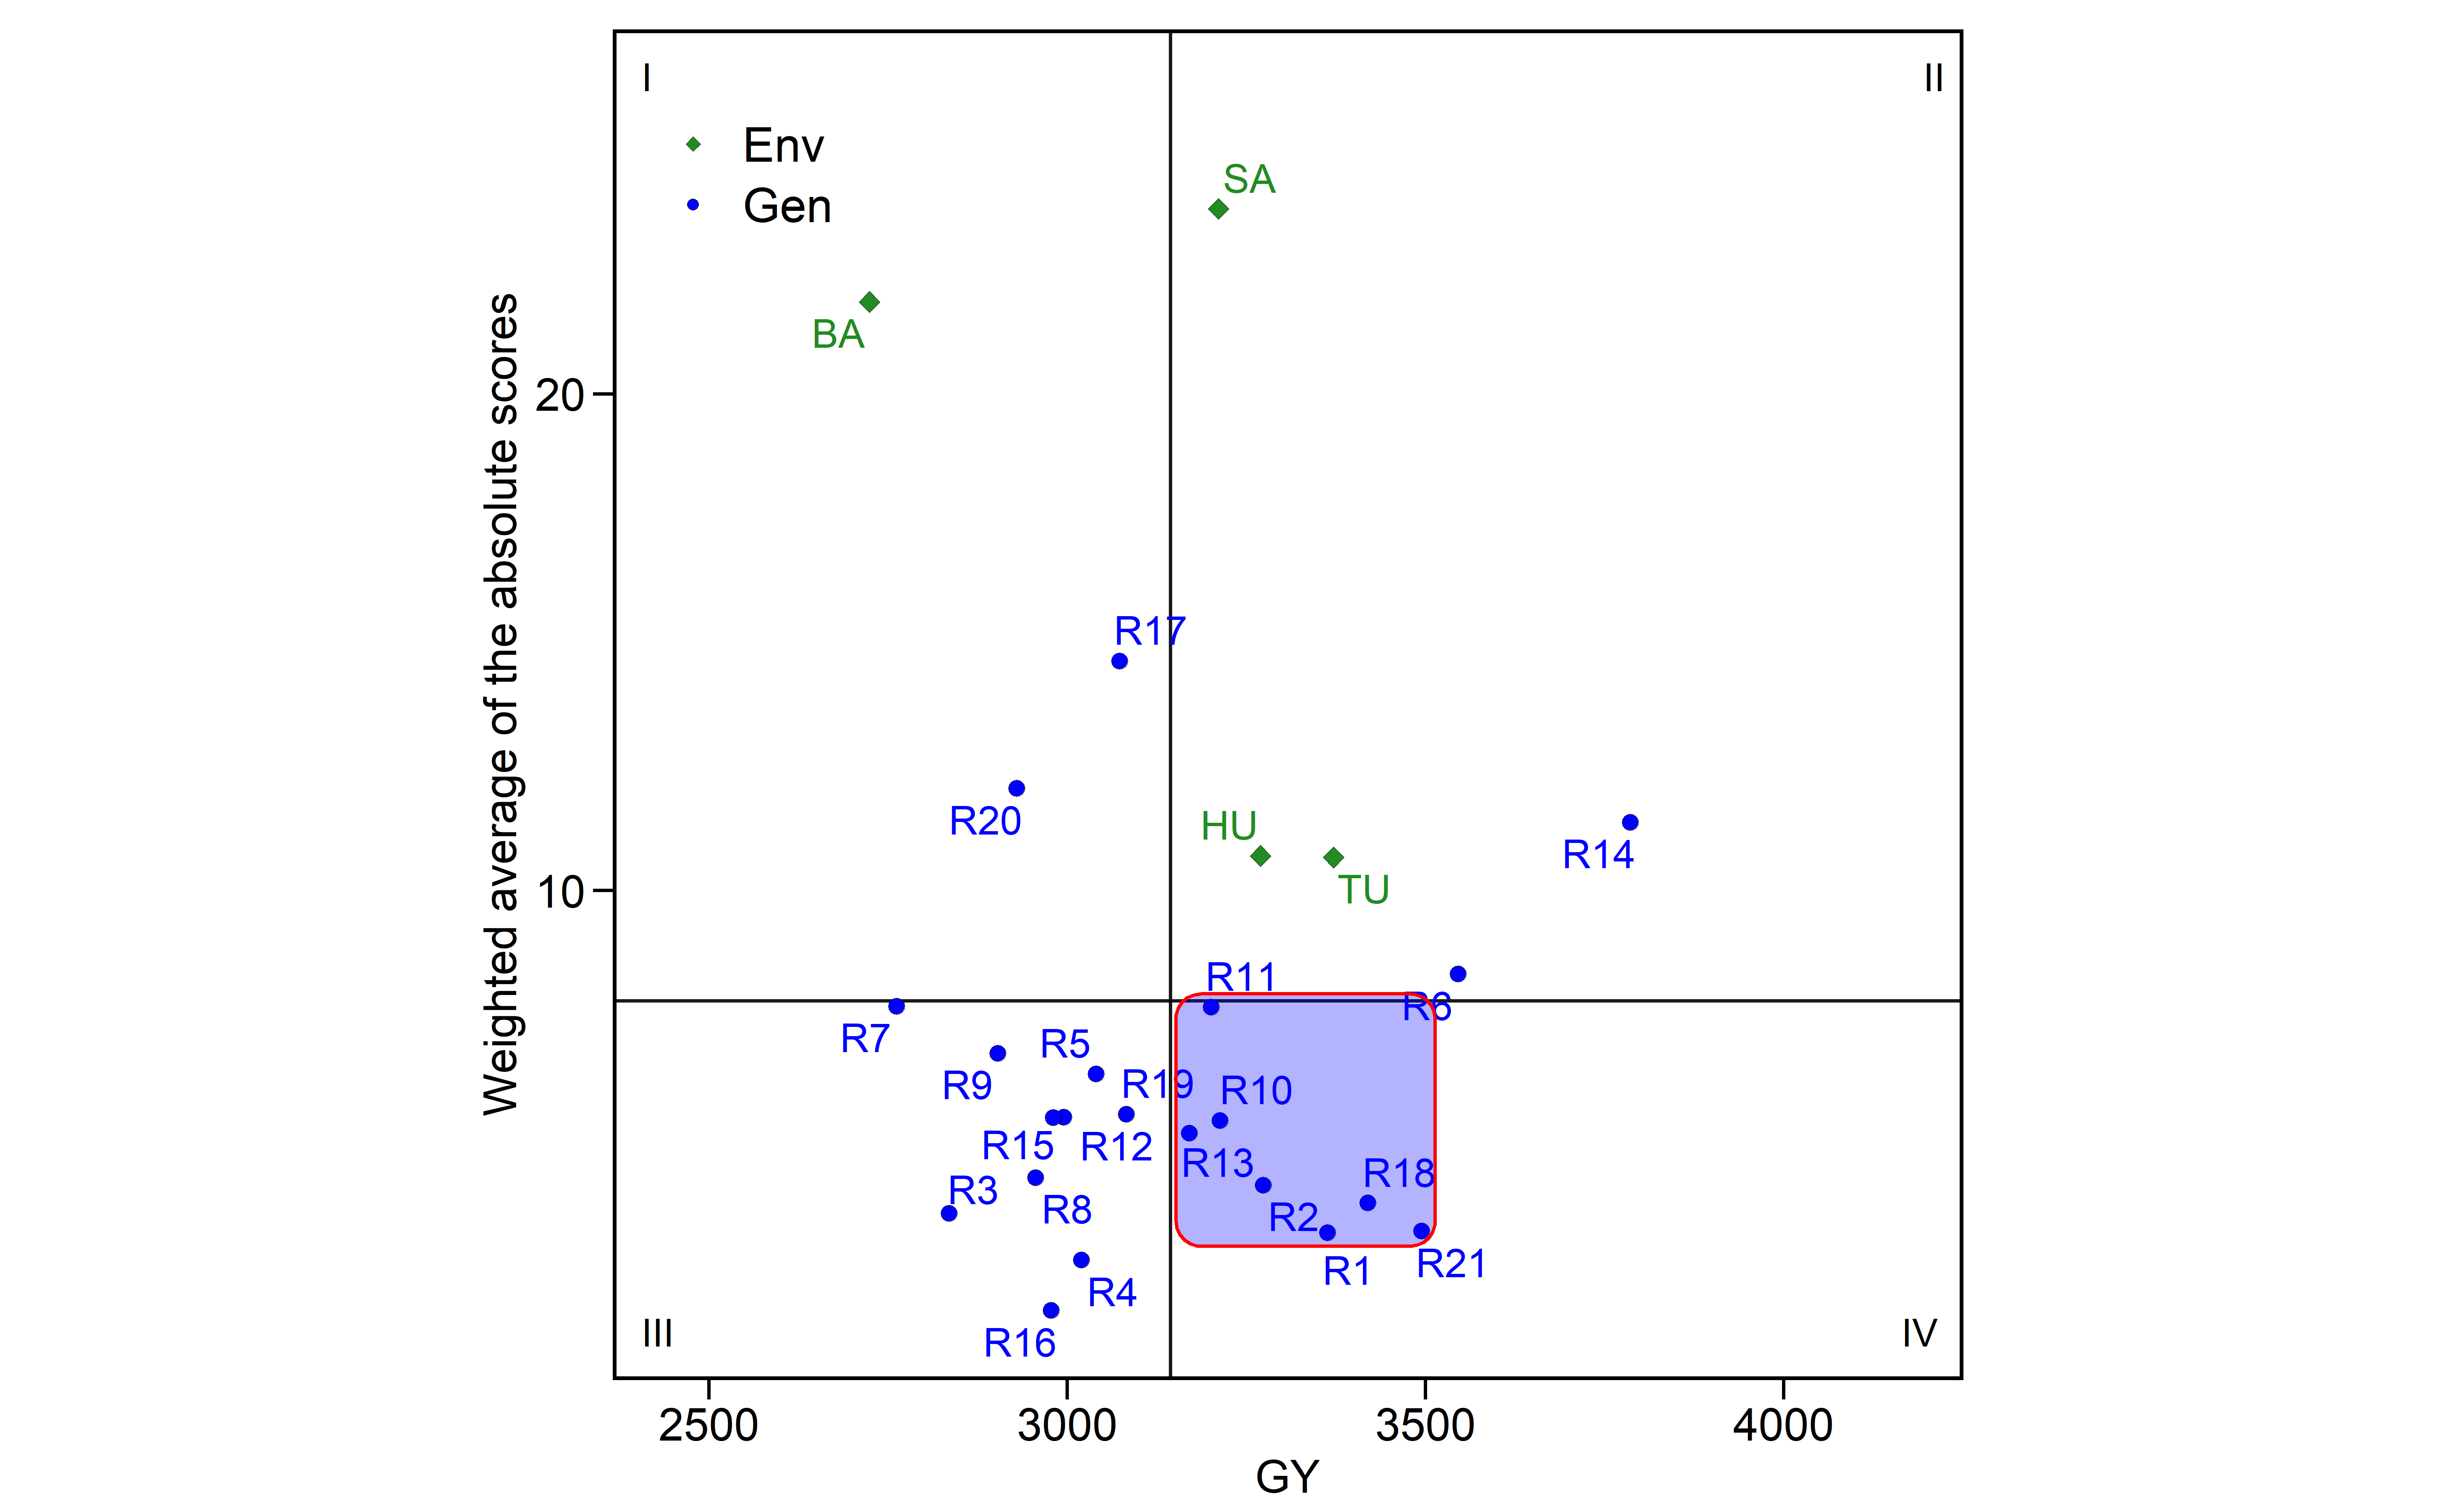 I
II
Env
Gen
SA
BA
20
R17
R20
HU
R14
10
TU
R11
R6
R7
R5
R9
R19
R10
R15
R12
R13
R18
R3
R8
R2
R1
R21
R4
R16
III
IV
2500
3000
3500
4000
GY
Weighted average of the absolute scores